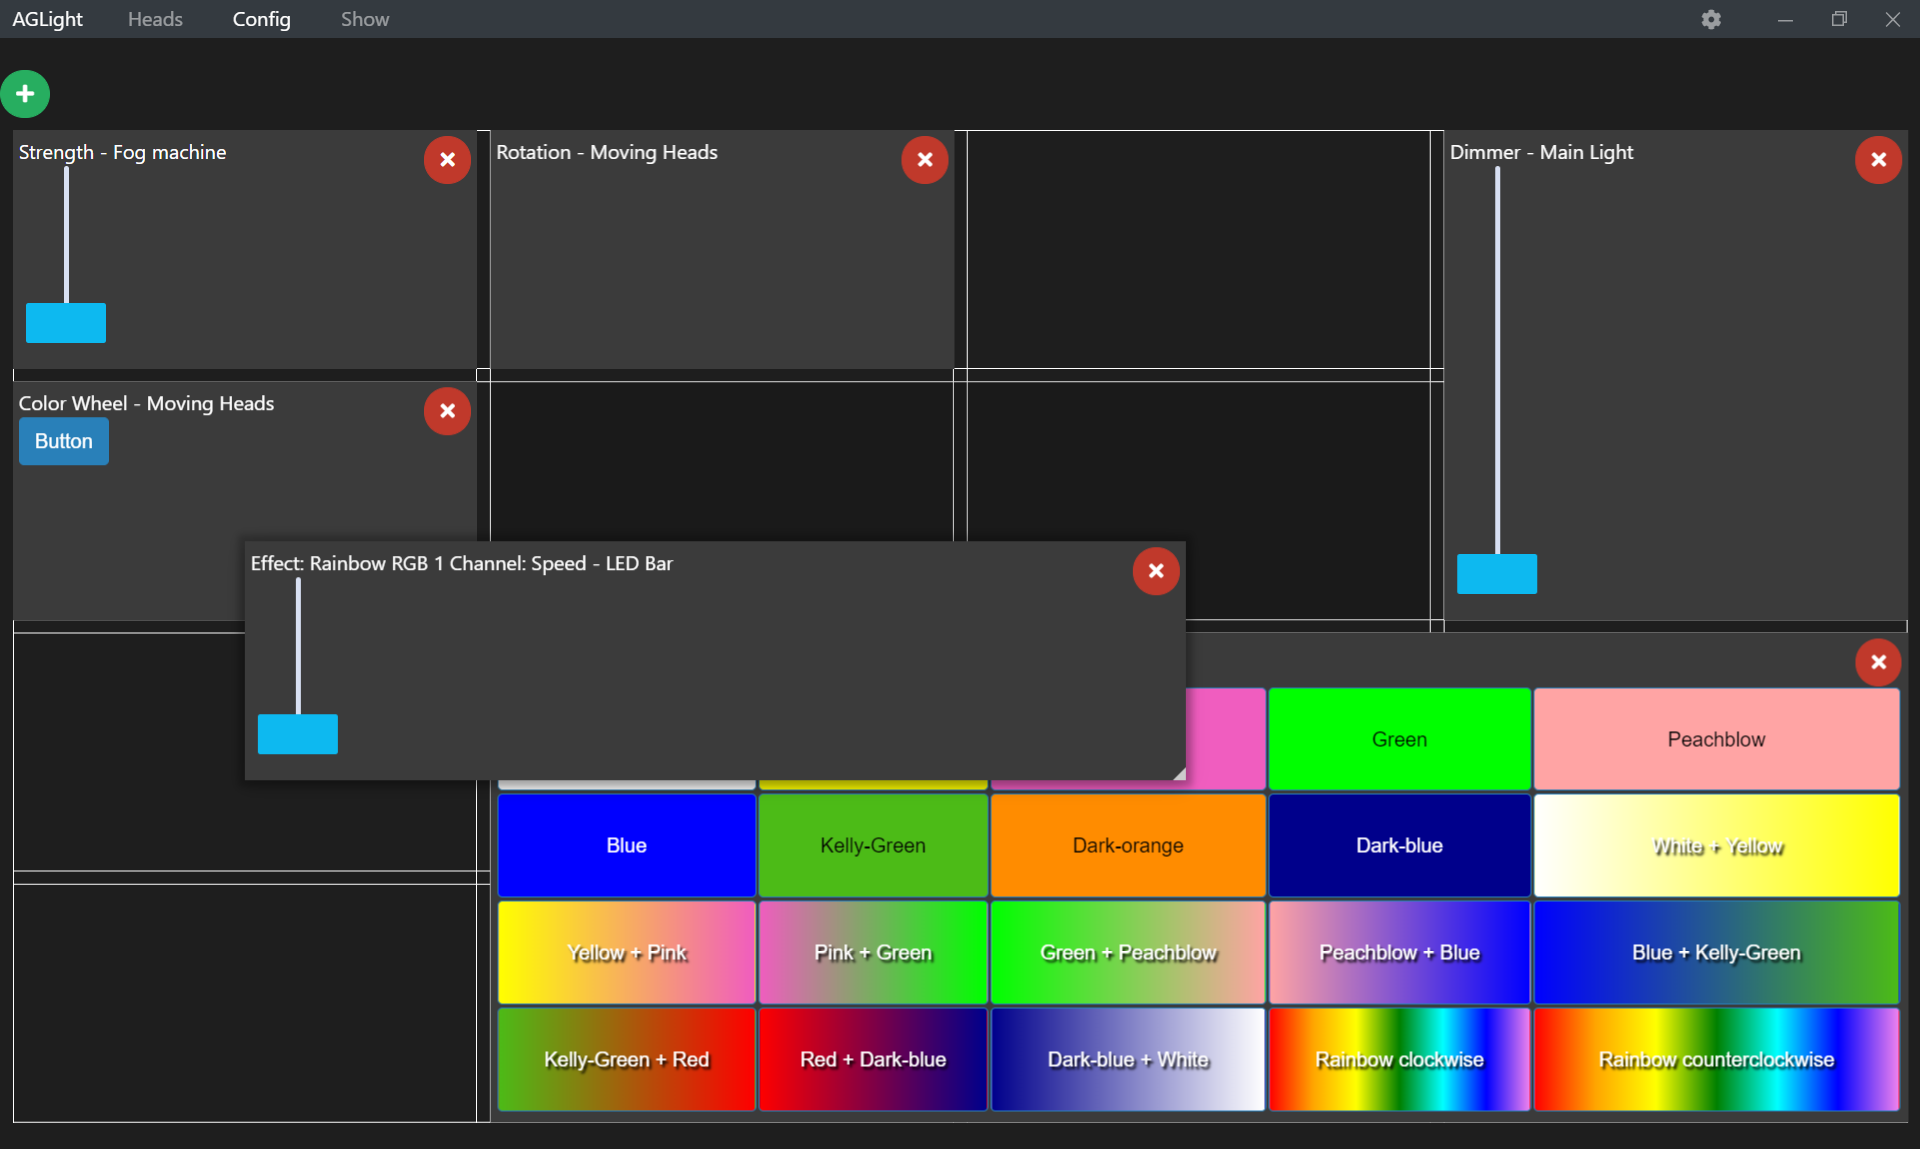 AGLight Heads Config Show
Strength - Fog machine
Rotation - Moving Heads
Dimmer - Main Light
Color Wheel - Moving Heads
Button
Effect: Rainbow RGB 1 Channel: Speed - LED Bar
Green
Peachblow
Blue
Kelly-Green
Dark-orange
Dark-blue
White + Yellow
Yellow + Pink
Pink + Green
Green + Peachblow
Peachblow + Blue
Blue + Kelly-Green
Kelly-Green + Red
Red + Dark-blue
Dark-blue + White
Rainbow clockwise
Rainbow counterclockwise